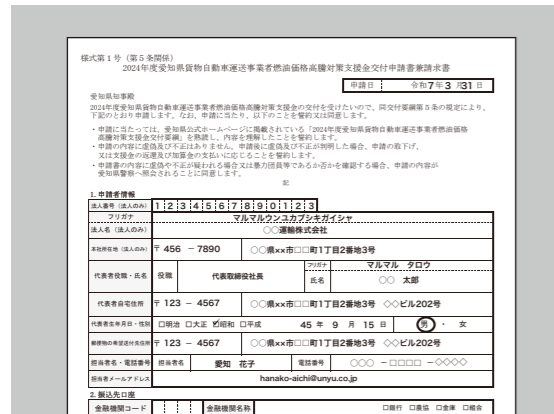 様式第1号(第5条関係)
2024年度愛知県貨物自動車運送事業者燃油価格高騰対策支援金交付申請書兼請求書
申請日 令和7年3月31日
愛知県知事殿
2024年度愛知県貨物自動車運送事業者燃油価格高騰対策支援金の交付を受けたいので、同交付要綱第5条の規定により、
下記のとおり申請します。なお、申請に当たり、以下のことを誓約又は同意します。
・申請に当たっては、愛知県公式ホームページに掲載されている「2024年度愛知県貨物自動車運送事業者燃油価格
高騰対策支援金交付要綱」を熟読し、内容を理解したことを誓約します。
・申請の内容に虚偽及び不正はありません。申請後に虚偽及び不正が判明した場合、申請の取下げ、
又は支援金の返還及び加算金の支払いに応じることを誓約します。
・申請書の内容に虚偽や不正が疑われる場合又は暴力団員等であるか否かを確認する場合、申請の内容が
愛知県警察へ照会されることに同意します。
記
1. 申請者情報
法人番号(法人のみ) 1 2 3 4 5 6 7 8 9 0 1 2 3
フリガナ マルマルウンユカブシキガイシャ
法人名(法人のみ) ○○運輸株式会社
本社所在地(法人のみ) 〒 456 - 7890 ○○県××市□□町1丁目2番地3号
代表者役職・氏名 役職 代表取締役社長
フリガナ マルマル タロウ
氏名 ○○ 太郎
代表者自宅住所 〒 123 - 4567 ○○県××市□□町1丁目2番地3号 ◇◇ビル202号
代表者生年月日・性別 □明治 □大正 ☑昭和 □平成 45 年 9 月 15 日 男 ・ 女
郵便物の希望送付先住所 〒 123 - 4567 ○○県××市□□町1丁目2番地3号 ◇◇ビル202号
担当者名・電話番号 担当者名 愛知 花子 電話番号 ○○○ -□□□□ -◇◇◇◇
担当者メールアドレス hanako-aichi@unyu.co.jp
2. 振込先口座
金融機関コード 金融機関名称 □銀行 □農協 □金庫 □組合